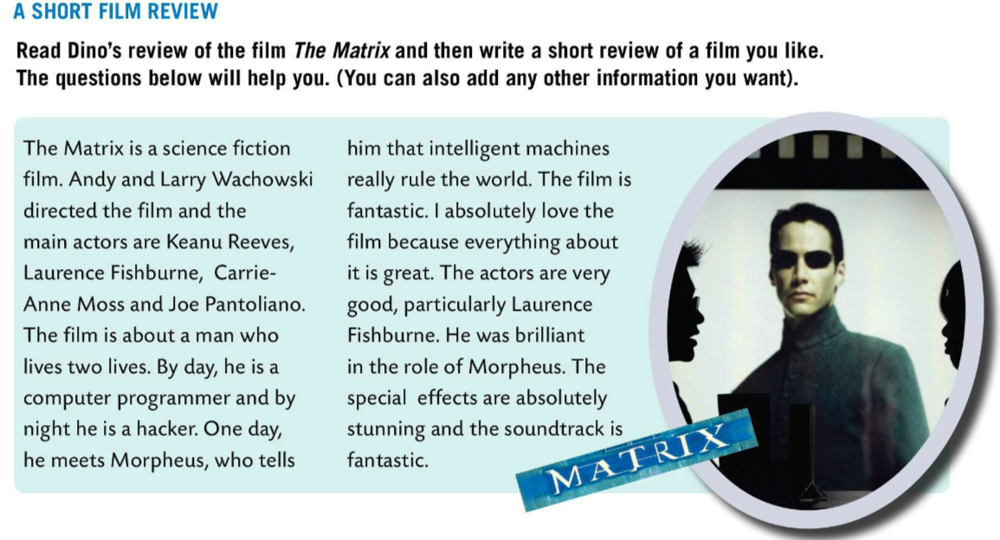 A SHORT FILM REVIEW
Read Dino's review of the film The Matrix and then write a short review of a film you like.
The questions below will help you. (You can also add any other information you want).
The Matrix is a science fiction
film. Andy and Larry Wachowski
directed the film and the
main actors are Keanu Reeves,
Laurence Fishburne, Carrie-
Anne Moss and Joe Pantoliano.
The film is about a man who
lives two lives. By day, he is a
computer programmer and by
night he is a hacker. One day,
he meets Morpheus, who tells
him that intelligent machines
really rule the world. The film is
fantastic. I absolutely love the
film because everything about
it is great. The actors are very
good, particularly Laurence
Fishburne. He was brilliant
in the role of Morpheus. The
special effects are absolutely
stunning and the soundtrack is
fantastic.
MATRIX